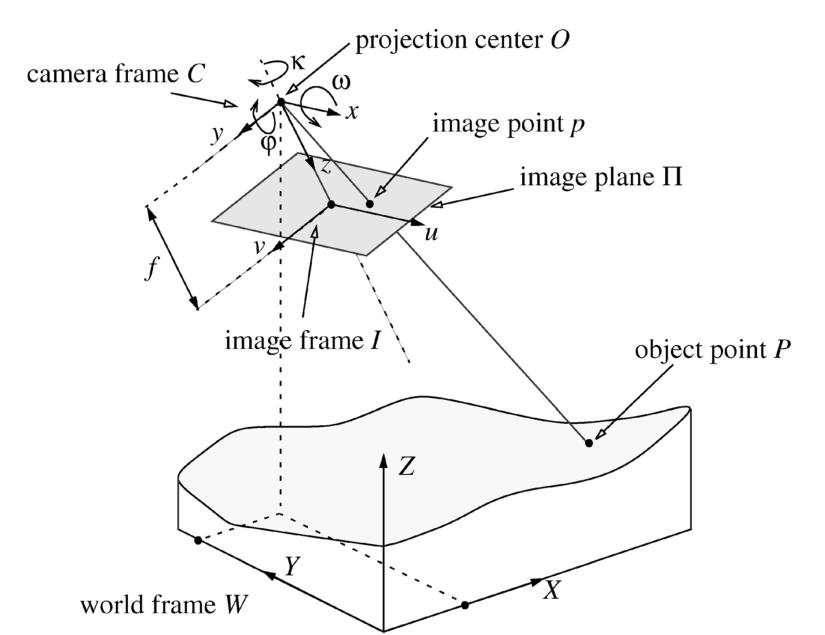 projection center O
κ
camera frame C
ω
x
image point p
y
φ
z
image plane Π
u
v
f
image frame I
object point P
Z
Y
X
world frame W